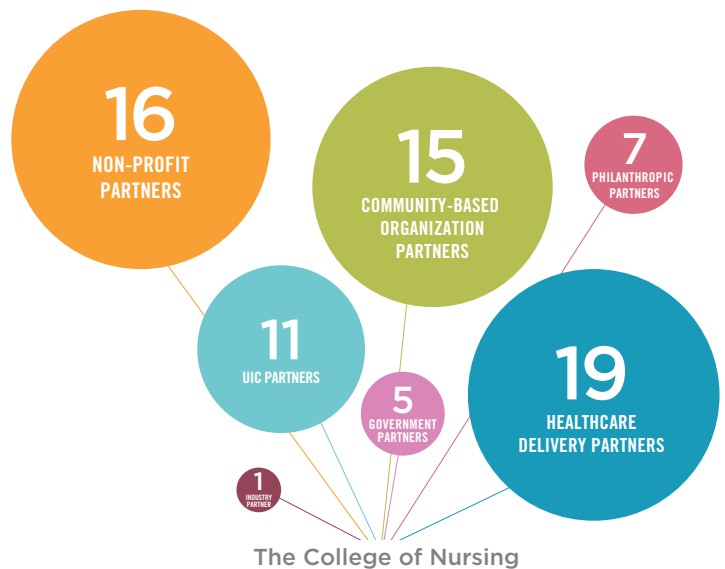 16
NON-PROFIT
PARTNERS
15
COMMUNITY-BASED
ORGANIZATION
PARTNERS
7
PHILANTHROPIC
PARTNERS
11
UIC PARTNERS
5
GOVERNMENT
PARTNERS
19
HEALTHCARE
DELIVERY PARTNERS
1
INDUSTRY
PARTNER
The College of Nursing